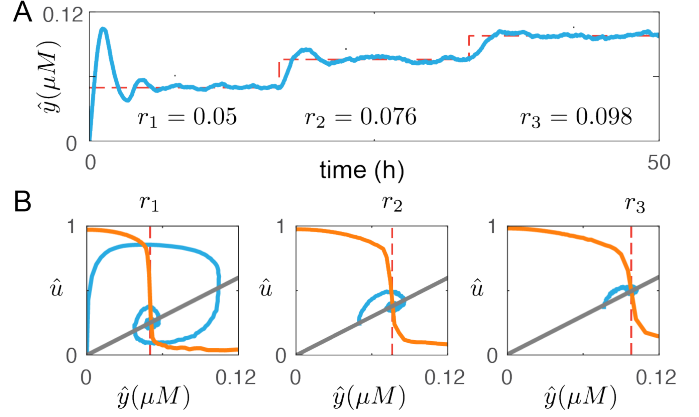 A
0.12
ŷ(μM)
0
r₁ = 0.05
r₂ = 0.076
r₃ = 0.098
0
time (h)
50
B
r₁
r₂
r₃
1
û
0
0
ŷ(μM)
0.12
1
0
0
ŷ(μM)
0.12
1
0
0
ŷ(μM)
0.12